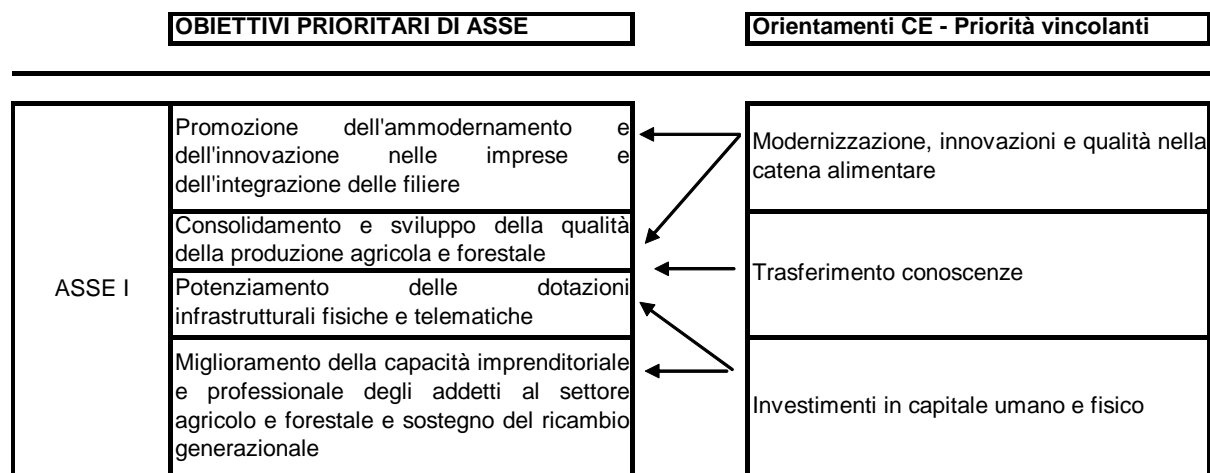 OBIETTIVI PRIORITARI DI ASSE
Orientamenti CE - Priorità vincolanti
ASSE I
Promozione dell'ammodernamento e
dell'innovazione nelle imprese e
dell'integrazione delle filiere
Consolidamento e sviluppo della qualità
della produzione agricola e forestale
Potenziamento delle dotazioni
infrastrutturali fisiche e telematiche
Miglioramento della capacità imprenditoriale
e professionale degli addetti al settore
agricolo e forestale e sostegno del ricambio
generazionale
Modernizzazione, innovazioni e qualità nella
catena alimentare
Trasferimento conoscenze
Investimenti in capitale umano e fisico